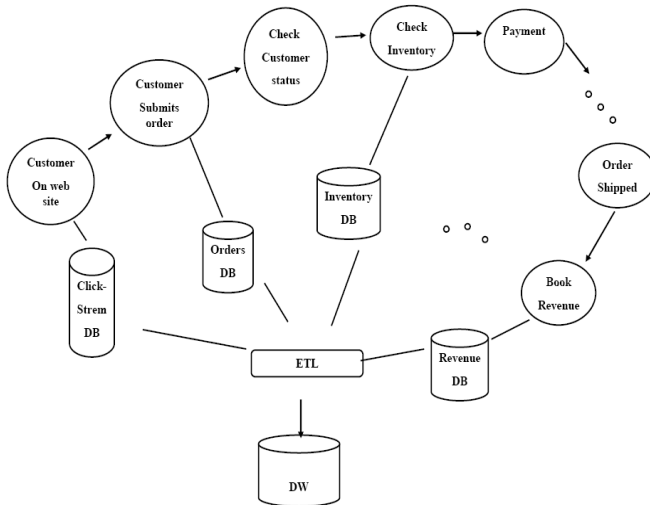 Customer
On web
site
Customer
Submits
order
Check
Customer
status
Check
Inventory
Payment
Order
Shipped
Book
Revenue
Click-
Strem
DB
Orders
DB
Inventory
DB
Revenue
DB
ETL
DW